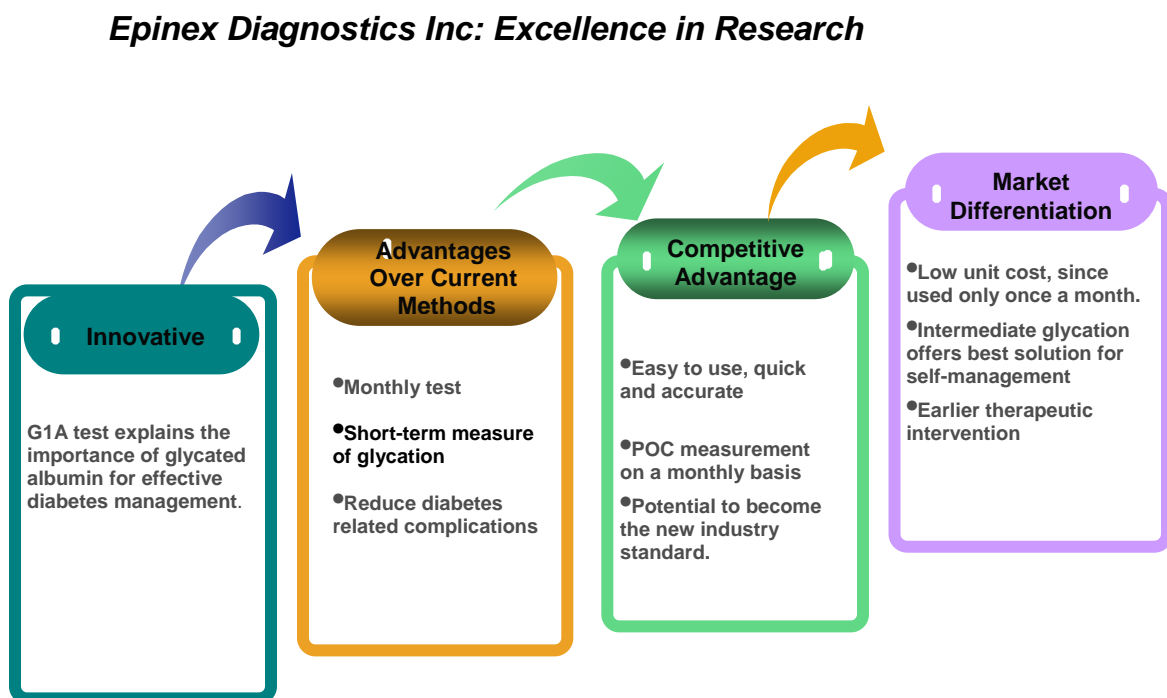 Epinex Diagnostics Inc: Excellence in Research
Innovative
G1A test explains the
importance of glycated
albumin for effective
diabetes management.
Advantages
Over Current
Methods
•Monthly test
•Short-term measure
of glycation
•Reduce diabetes
related complications
Competitive
Advantage
•Easy to use, quick
and accurate
•POC measurement
on a monthly basis
•Potential to become
the new industry
standard.
Market
Differentiation
•Low unit cost, since
used only once a month.
•Intermediate glycation
offers best solution for
self-management
•Earlier therapeutic
intervention